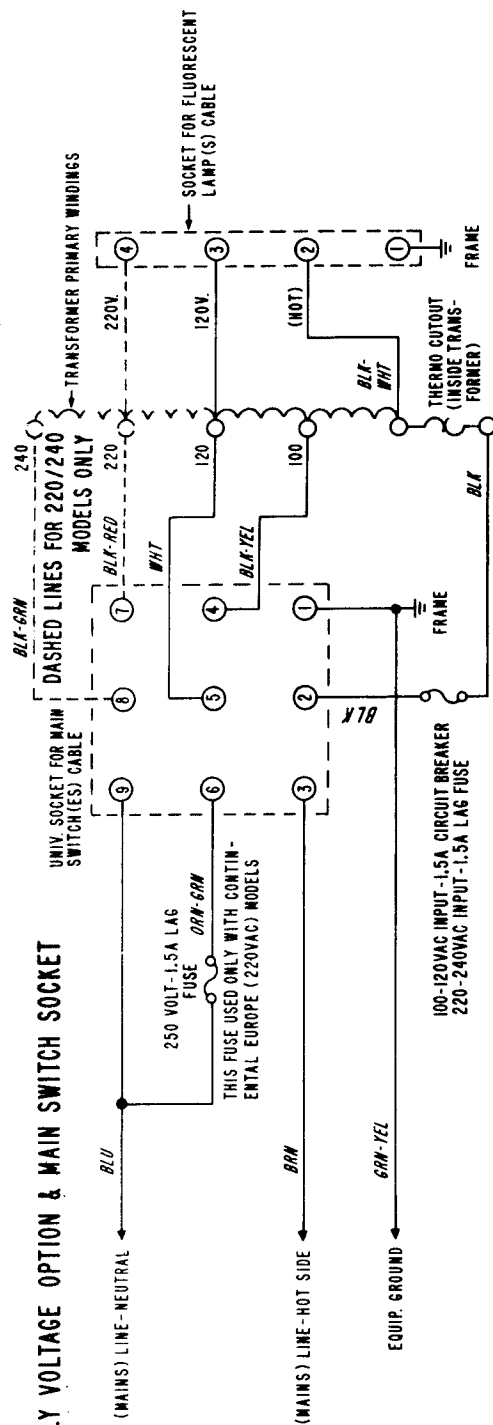 .Y VOLTAGE OPTION & MAIN SWITCH SOCKET
UNIV. SOCKET FOR MAIN
SWITCH(ES) CABLE
BLK-GRN
240
DASHED LINES FOR 220/240
MODELS ONLY
TRANSFORMER PRIMARY WINDINGS
SOCKET FOR FLUORESCENT
LAMP(S) CABLE
(MAINS) LINE-NEUTRAL
BLU
9
8
7
BLK-RED
220
220V.
4
250 VOLT-1.5A LAG
FUSE
ORN-GRN
6
5
4
WHT
120
120V.
3
THIS FUSE USED ONLY WITH CONTIN-
ENTAL EUROPE (220VAC) MODELS
BLK-YEL
100
(HOT)
2
(MAINS) LINE-HOT SIDE
BRN
3
2
1
BLK-
WHT
1
FRAME
EQUIP. GROUND
GRN-YEL
BLK
FRAME
THERMO CUTOUT
(INSIDE TRANS-
FORMER)
100-120VAC INPUT-1.5A CIRCUIT BREAKER
220-240VAC INPUT-1.5A LAG FUSE
BLK